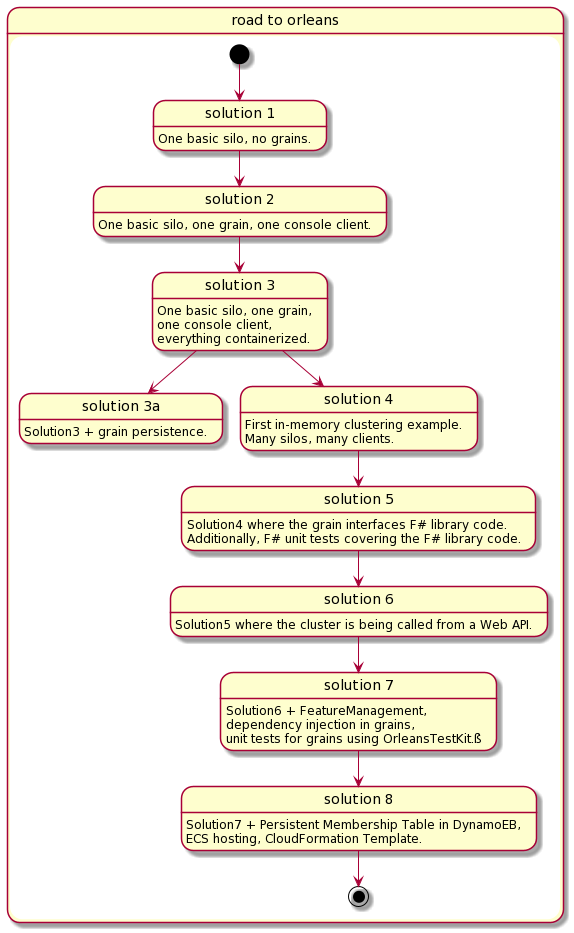 road to orleans
solution 1
One basic silo, no grains.
solution 2
One basic silo, one grain, one console client.
solution 3
One basic silo, one grain,
one console client,
everything containerized.
solution 3a
Solution3 + grain persistence.
solution 4
First in-memory clustering example.
Many silos, many clients.
solution 5
Solution4 where the grain interfaces F# library code.
Additionally, F# unit tests covering the F# library code.
solution 6
Solution5 where the cluster is being called from a Web API.
solution 7
Solution6 + FeatureManagement,
dependency injection in grains,
unit tests for grains using OrleansTestKit.ß
solution 8
Solution7 + Persistent Membership Table in DynamoEB,
ECS hosting, CloudFormation Template.